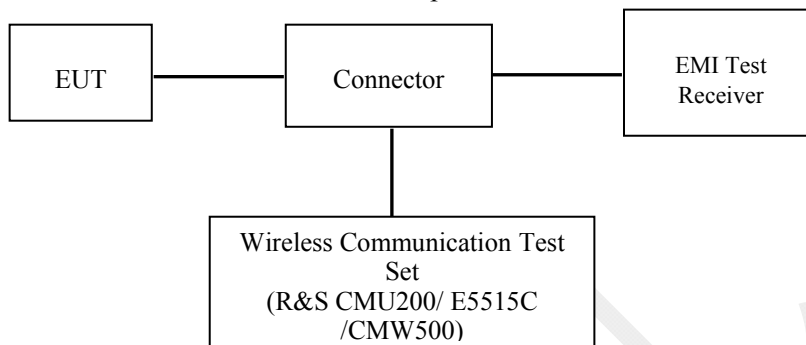 EUT
Connector
EMI Test
Receiver
Wireless Communication Test
Set
(R&S CMU200/ E5515C
/CMW500)